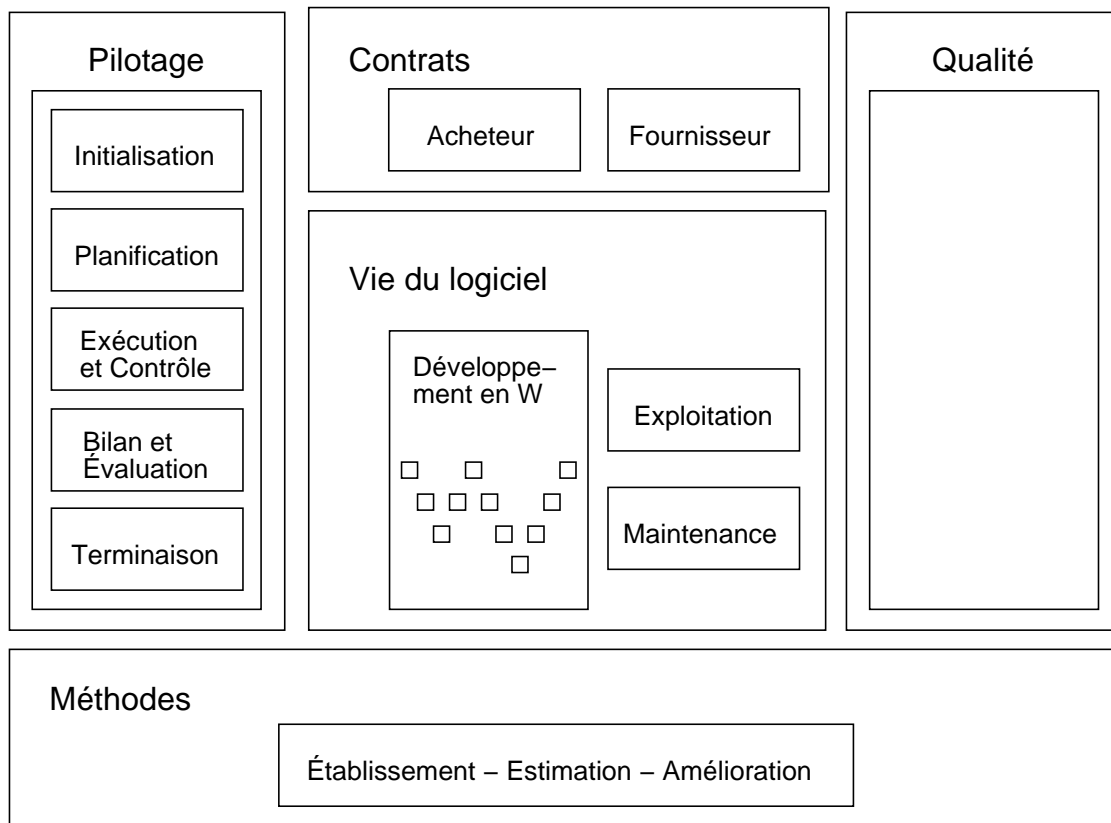 Pilotage
Initialisation
Planification
Exécution
et Contrôle
Bilan et
Évaluation
Terminaison
Contrats
Acheteur
Fournisseur
Vie du logiciel
Développe–
ment en W
Exploitation
Maintenance
Qualité
Méthodes
Établissement – Estimation – Amélioration